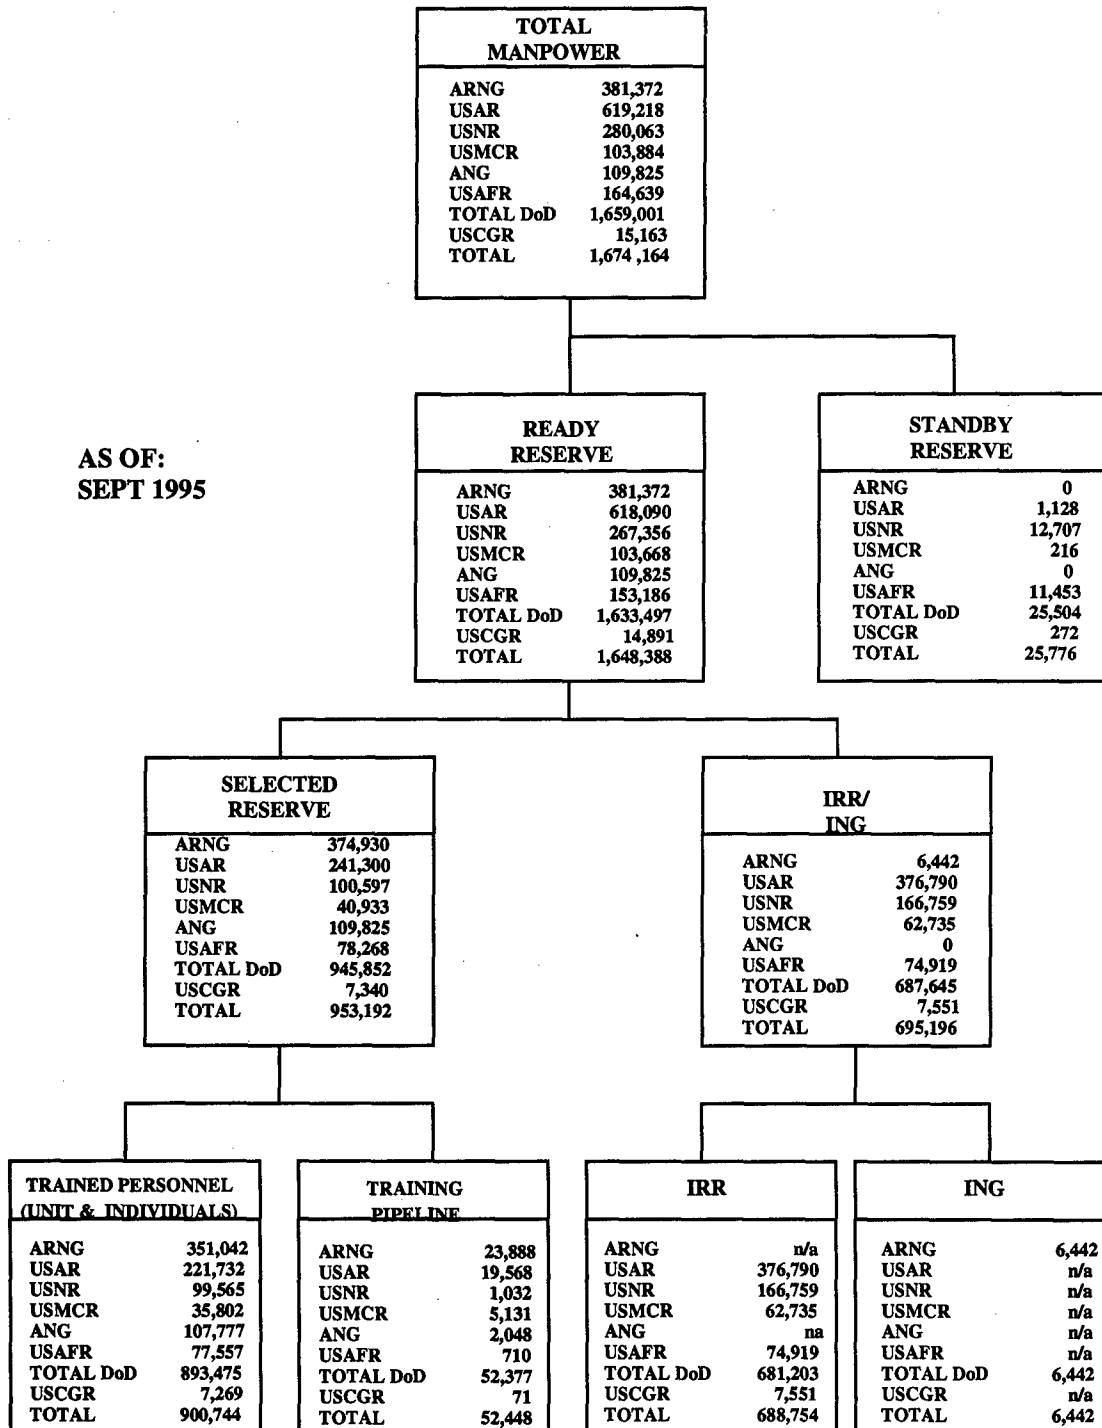 TOTAL
MANPOWER
ARNG 381,372
USAR 619,218
USNR 280,063
USMCR 103,884
ANG 109,825
USAFR 164,639
TOTAL DoD 1,659,001
USCGR 15,163
TOTAL 1,674 ,164
AS OF:
SEPT 1995
READY
RESERVE
ARNG 381,372
USAR 618,090
USNR 267,356
USMCR 103,668
ANG 109,825
USAFR 153,186
TOTAL DoD 1,633,497
USCGR 14,891
TOTAL 1,648,388
STANDBY
RESERVE
ARNG 0
USAR 1,128
USNR 12,707
USMCR 216
ANG 0
USAFR 11,453
TOTAL DoD 25,504
USCGR 272
TOTAL 25,776
SELECTED
RESERVE
ARNG 374,930
USAR 241,300
USNR 100,597
USMCR 40,933
ANG 109,825
USAFR 78,268
TOTAL DoD 945,852
USCGR 7,340
TOTAL 953,192
IRR/
ING
ARNG 6,442
USAR 376,790
USNR 166,759
USMCR 62,735
ANG 0
USAFR 74,919
TOTAL DoD 687,645
USCGR 7,551
TOTAL 695,196
TRAINED PERSONNEL
(UNIT & INDIVIDUALS)
ARNG 351,042
USAR 221,732
USNR 99,565
USMCR 35,802
ANG 107,777
USAFR 77,557
TOTAL DoD 893,475
USCGR 7,269
TOTAL 900,744
TRAINING
PIPELINE
ARNG 23,888
USAR 19,568
USNR 1,032
USMCR 5,131
ANG 2,048
USAFR 710
TOTAL DoD 52,377
USCGR 71
TOTAL 52,448
IRR
ARNG n/a
USAR 376,790
USNR 166,759
USMCR 62,735
ANG na
USAFR 74,919
TOTAL DoD 681,203
USCGR 7,551
TOTAL 688,754
ING
ARNG 6,442
USAR n/a
USNR n/a
USMCR n/a
ANG n/a
USAFR n/a
TOTAL DoD 6,442
USCGR n/a
TOTAL 6,442